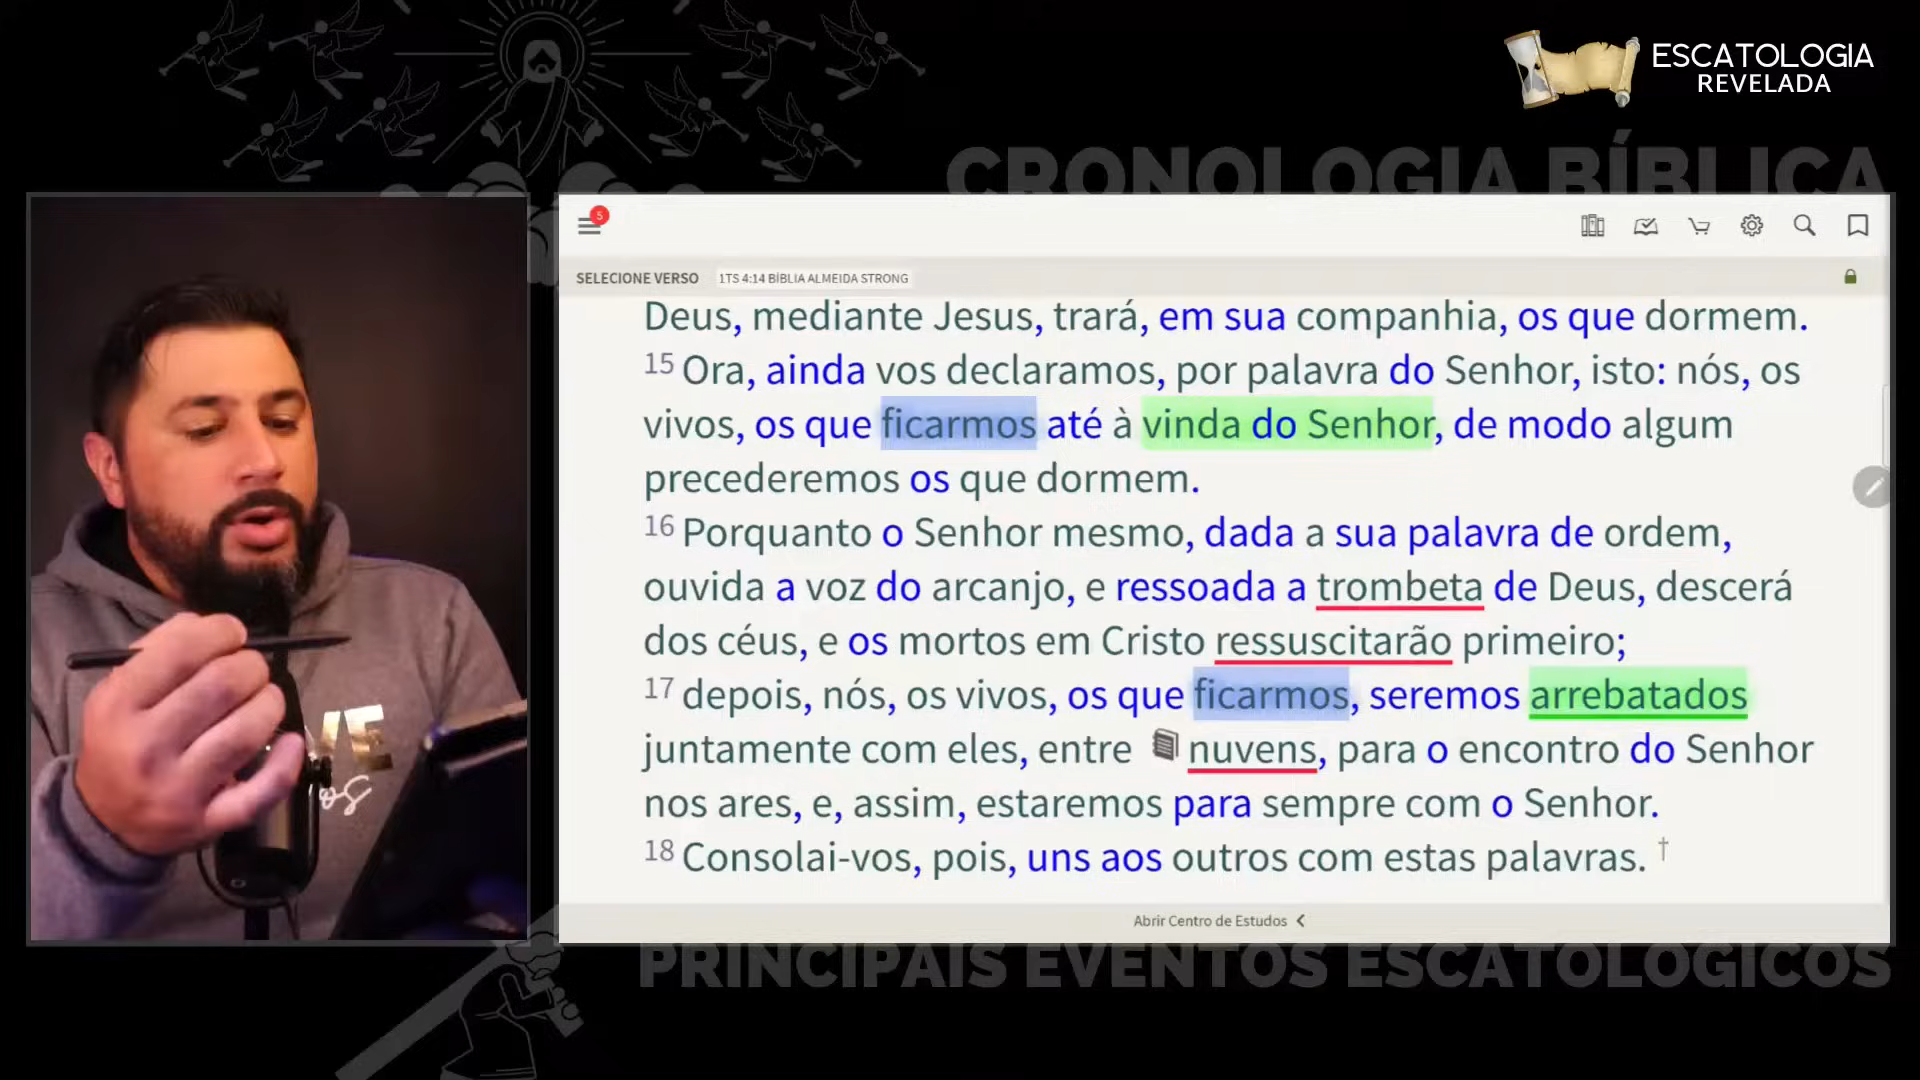 ESCATOLOGIA
REVELADA
CRONOLOGIA BÍBLICA
5
SELECIONE VERSO 1TS 4:14 BÍBLIA ALMEIDA STRONG
Deus, mediante Jesus, trará, em sua companhia, os que dormem.
15 Ora, ainda vos declaramos, por palavra do Senhor, isto: nós, os
vivos, os que ficarmos até à vinda do Senhor, de modo algum
precederemos os que dormem.
16 Porquanto o Senhor mesmo, dada a sua palavra de ordem,
ouvida a voz do arcanjo, e ressoada a trombeta de Deus, descerá
dos céus, e os mortos em Cristo ressuscitarão primeiro;
17 depois, nós, os vivos, os que ficarmos, seremos arrebatados
juntamente com eles, entre nuvens, para o encontro do Senhor
nos ares, e, assim, estaremos para sempre com o Senhor.
18 Consolai-vos, pois, uns aos outros com estas palavras. †
Abrir Centro de Estudos
PRINCIPAIS EVENTOS ESCATOLOGICOS